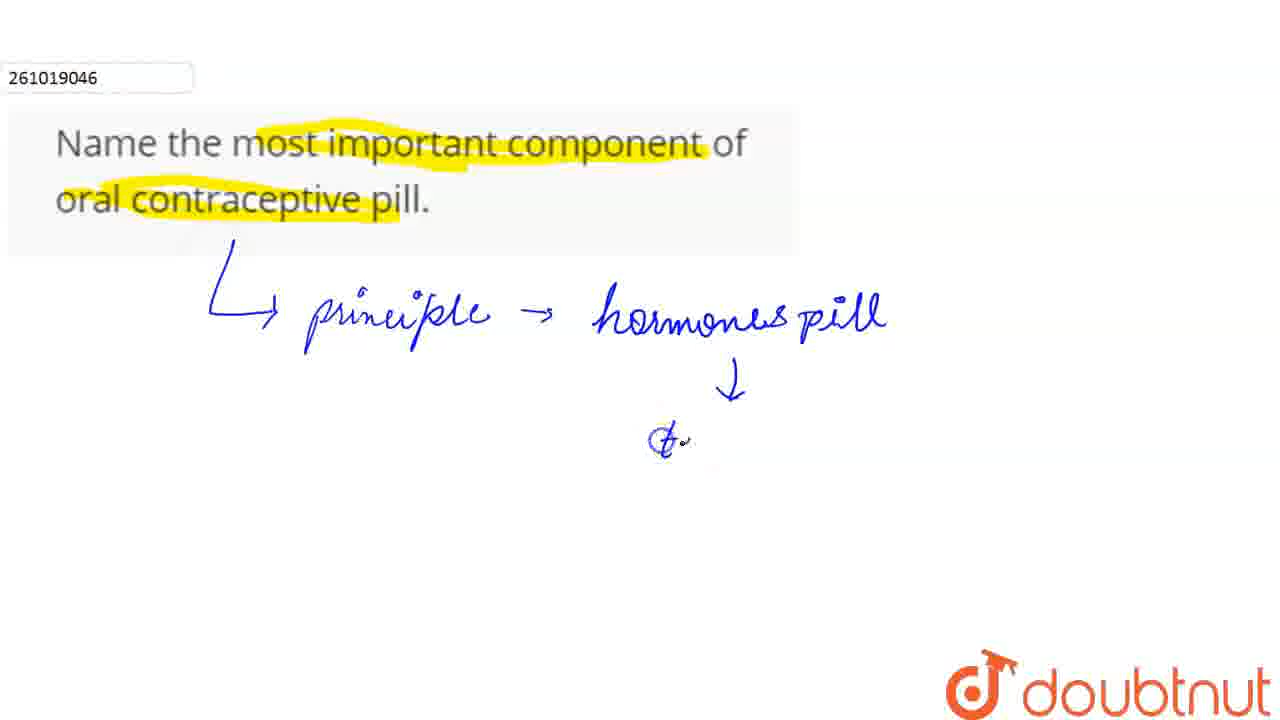 261019046
Name the most important component of
oral contraceptive pill.
principle → hormones pill
t
doubtnut